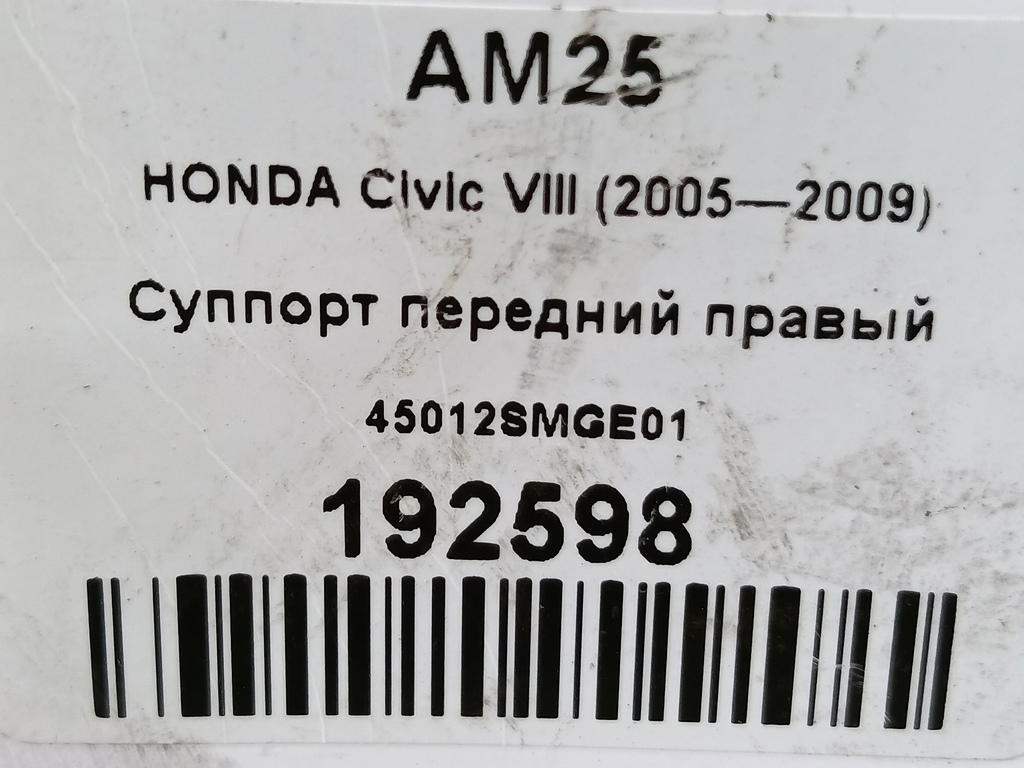 AM25
HONDA Civic VIII (2005—2009)
Суппорт передний правый
45012SMGE01
192598